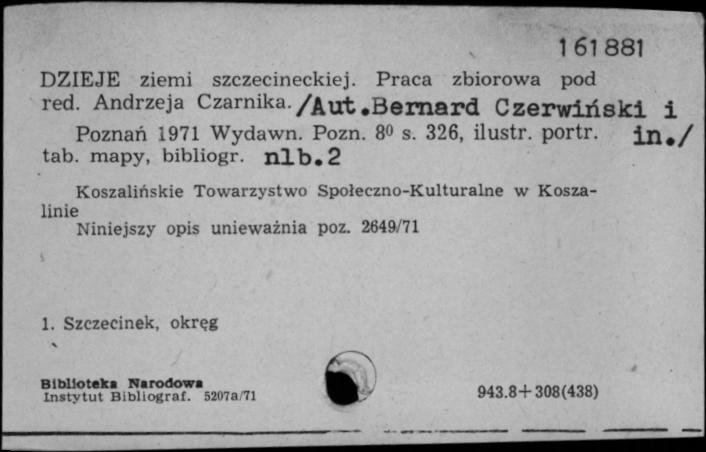 161881
DZIEJE ziemi szczecineckiej. Praca zbiorowa pod
red. Andrzeja Czarnika. /Aut.Bernard Czerwiński i
Poznań 1971 Wydawn. Pozn. 8⁰ s. 326, ilustr. portr. in./
tab. mapy, bibliogr. nlb.2
Koszalińskie Towarzystwo Społeczno-Kulturalne w Kosza-
linie
Niniejszy opis unieważnia poz. 2649/71
1. Szczecinek, okręg
Biblioteka Narodowa
Instytut Bibliograf. 5207a/71
943.8+308(438)